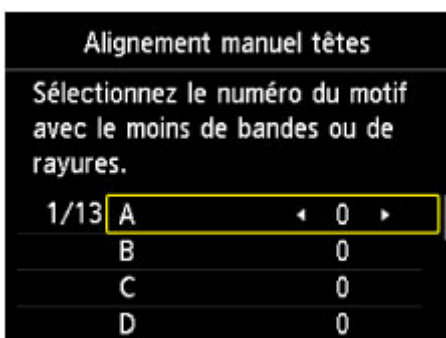 Alignement manuel têtes
Sélectionnez le numéro du motif
avec le moins de bandes ou de
rayures.
1/13 A 0
B 0
C 0
D 0